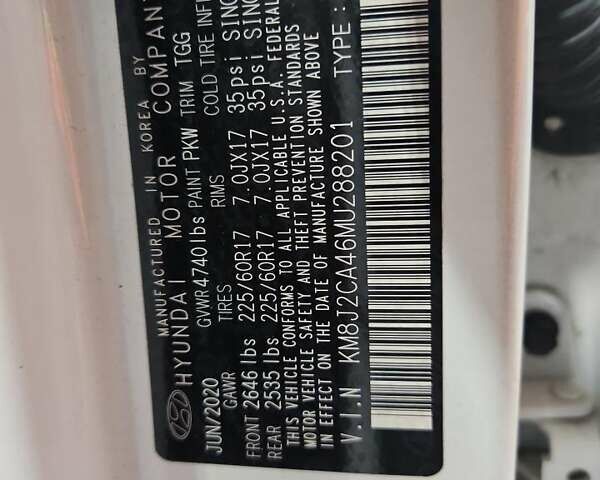 MANUFACTURED IN KOREA BY
HYUNDAI MOTOR COMPANY
JUN/2020 GVWR 4740 lbs PAINT PKW TRIM TGG
GAWR TIRES RIMS COLD TIRE INF
FRONT 2646 lbs 225/60R17 7.0JX17 35psi SING
REAR 2535 lbs 225/60R17 7.0JX17 35psi SING
THIS VEHICLE CONFORMS TO ALL APPLICABLE U.S.A. FEDERAL
MOTOR VEHICLE SAFETY AND THEFT PREVENTION STANDARDS
IN EFFECT ON THE DATE OF MANUFACTURE SHOWN ABOVE
V.I.N KM8J2CA46MU288201 TYPE :